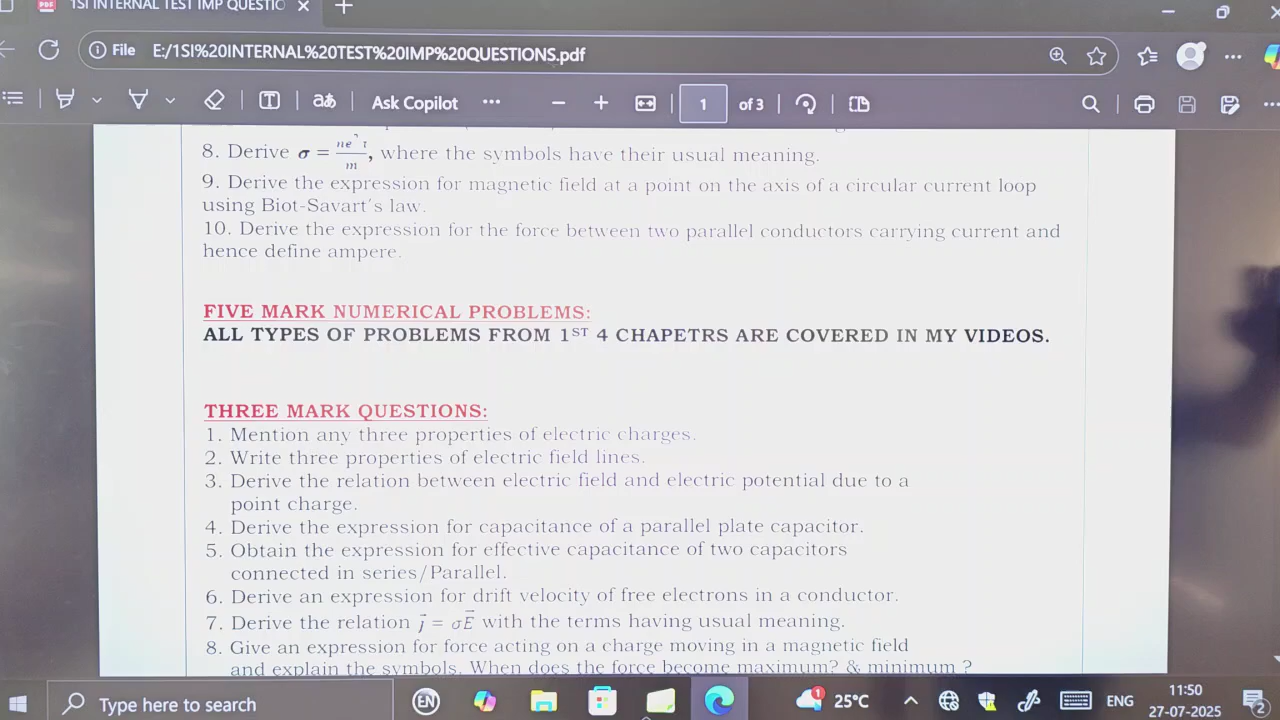 1SI INTERNAL TEST IMP QUESTIO
File E:/1SI%20INTERNAL%20TEST%20IMP%20QUESTIONS.pdf
Ask Copilot 1 of 3
8. Derive σ = ne²τ/m, where the symbols have their usual meaning.
9. Derive the expression for magnetic field at a point on the axis of a circular current loop
using Biot-Savart's law.
10. Derive the expression for the force between two parallel conductors carrying current and
hence define ampere.
FIVE MARK NUMERICAL PROBLEMS:
ALL TYPES OF PROBLEMS FROM 1ST 4 CHAPETRS ARE COVERED IN MY VIDEOS.
THREE MARK QUESTIONS:
1. Mention any three properties of electric charges.
2. Write three properties of electric field lines.
3. Derive the relation between electric field and electric potential due to a
point charge.
4. Derive the expression for capacitance of a parallel plate capacitor.
5. Obtain the expression for effective capacitance of two capacitors
connected in series/Parallel.
6. Derive an expression for drift velocity of free electrons in a conductor.
7. Derive the relation j⃗ = σE⃗ with the terms having usual meaning.
8. Give an expression for force acting on a charge moving in a magnetic field
and explain the symbols. When does the force become maximum? & minimum ?
Type here to search EN 1 25°C ENG 11:50
27-07-2025 2